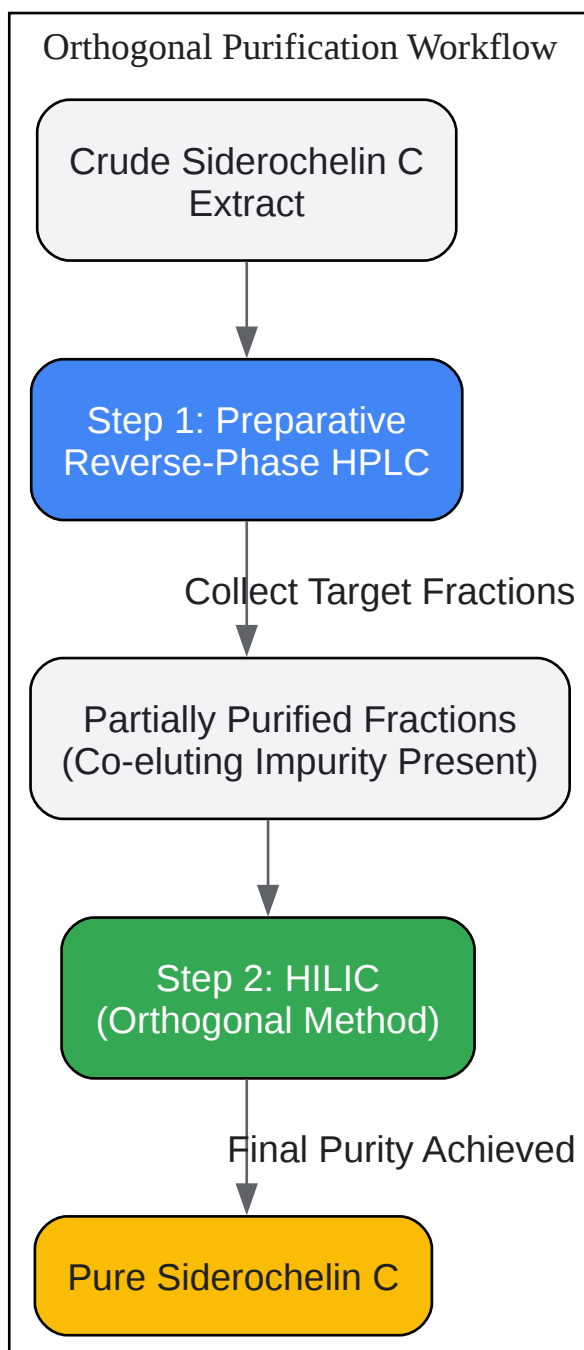 Orthogonal Purification Workflow
Crude Siderochelin C
Extract
Step 1: Preparative
Reverse-Phase HPLC
Collect Target Fractions
Partially Purified Fractions
(Co-eluting Impurity Present)
Step 2: HILIC
(Orthogonal Method)
Final Purity Achieved
Pure Siderochelin C